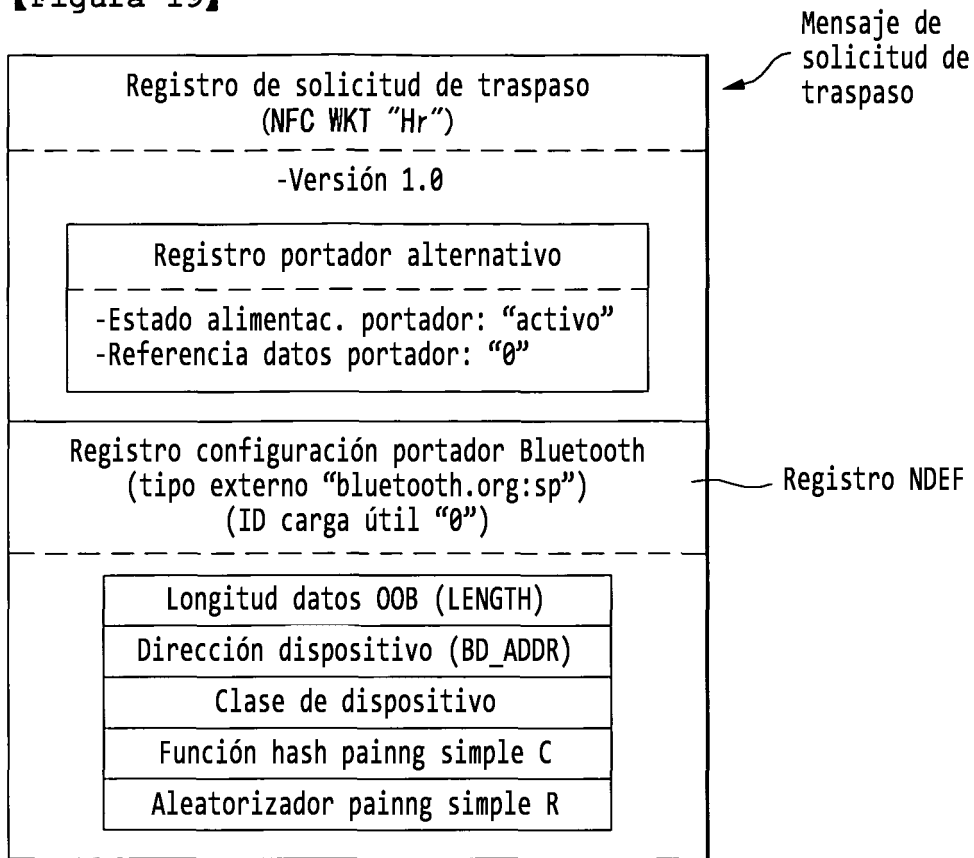 【Figura 19】
Mensaje de
solicitud de
traspaso
Registro de solicitud de traspaso
(NFC WKT "Hr")
-Versión 1.0
Registro portador alternativo
-Estado alimentac. portador: “activo”
-Referencia datos portador: “0”
Registro configuración portador Bluetooth
(tipo externo “bluetooth.org:sp”)
(ID carga útil “0”)
Registro NDEF
Longitud datos OOB (LENGTH)
Dirección dispositivo (BD_ADDR)
Clase de dispositivo
Función hash painng simple C
Aleatorizador painng simple R